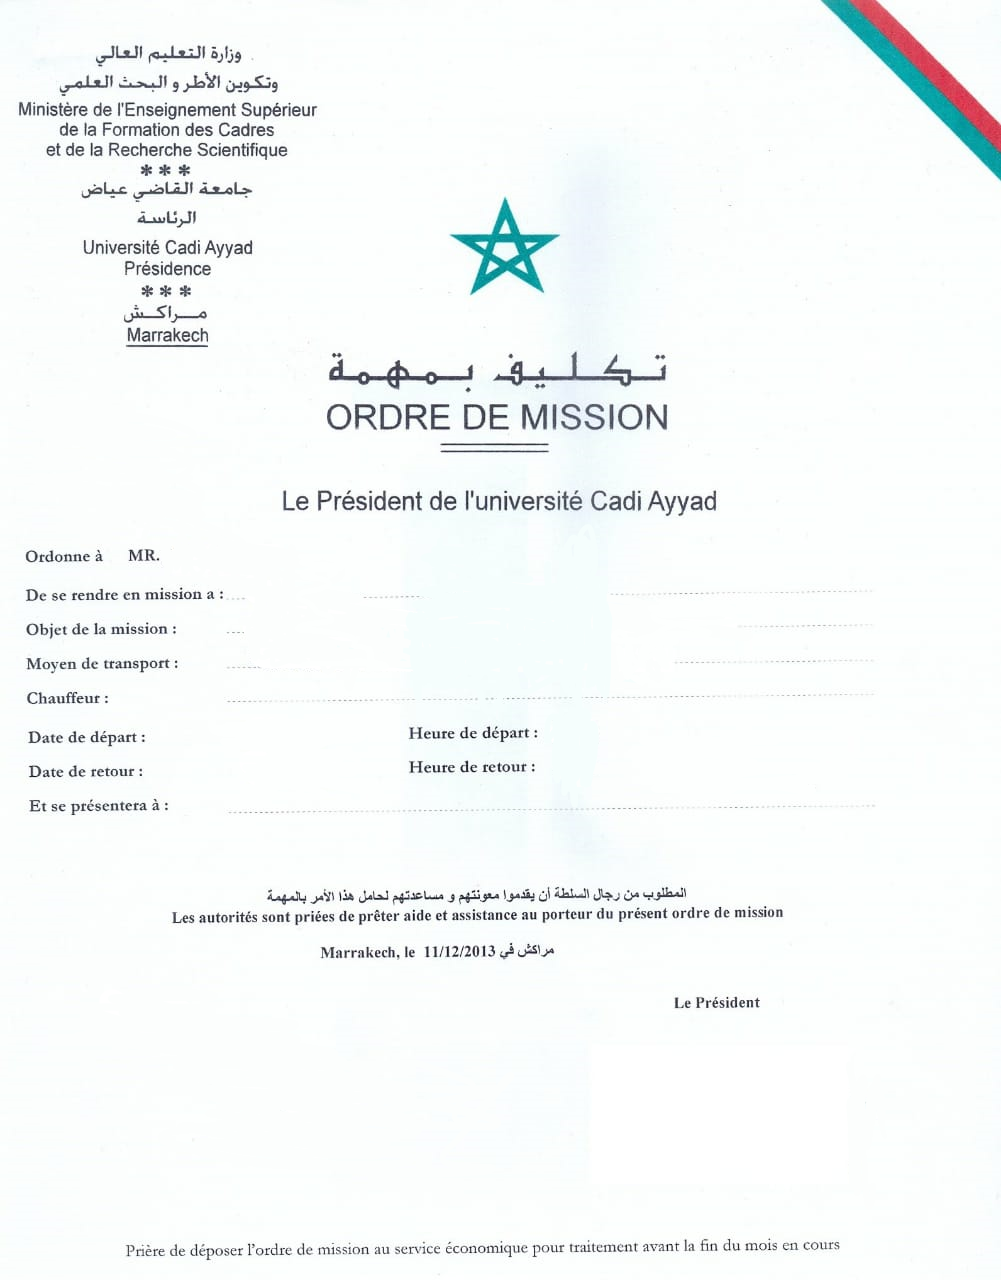 وزارة التعليم العالي
وتكوين الأطر و البحث العلمي
Ministère de l'Enseignement Supérieur
de la Formation des Cadres
et de la Recherche Scientifique
* * *
جامعة القاضي عياض
الرئاسة
Université Cadi Ayyad
Présidence
* * *
مراكش
Marrakech
تكليف بمهمة
ORDRE DE MISSION
Le Président de l'université Cadi Ayyad
Ordonne à MR.
De se rendre en mission a :
Objet de la mission :
Moyen de transport :
Chauffeur :
Date de départ : Heure de départ :
Date de retour : Heure de retour :
Et se présentera à :
المطلوب من رجال السلطة أن يقدموا معونتهم و مساعدتهم لحامل هذا الأمر بالمهمة
Les autorités sont priées de prêter aide et assistance au porteur du présent ordre de mission
Marrakech, le 11/12/2013 مراكش في
Le Président
Prière de déposer l'ordre de mission au service économique pour traitement avant la fin du mois en cours